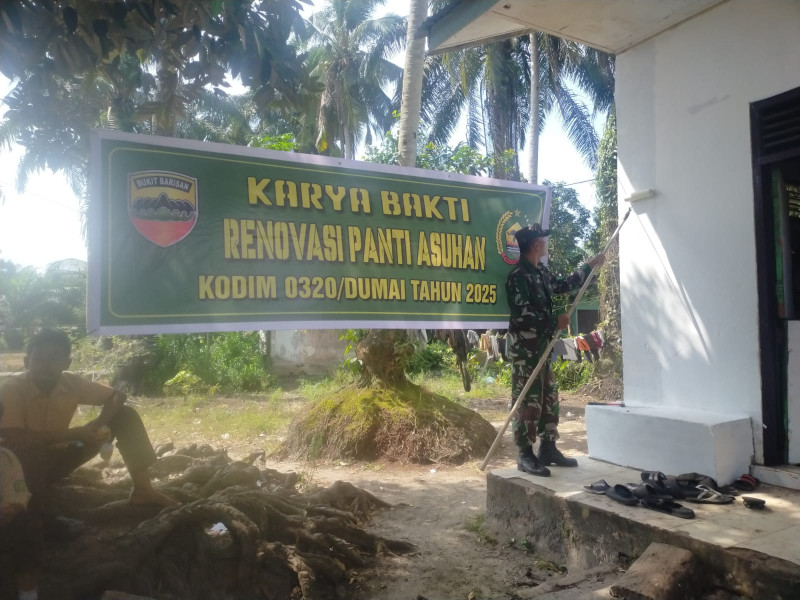 BUKIT BARISAN
KARYA BAKTI
RENOVASI PANTI ASUHAN
KODIM 0320/DUMAI TAHUN 2025